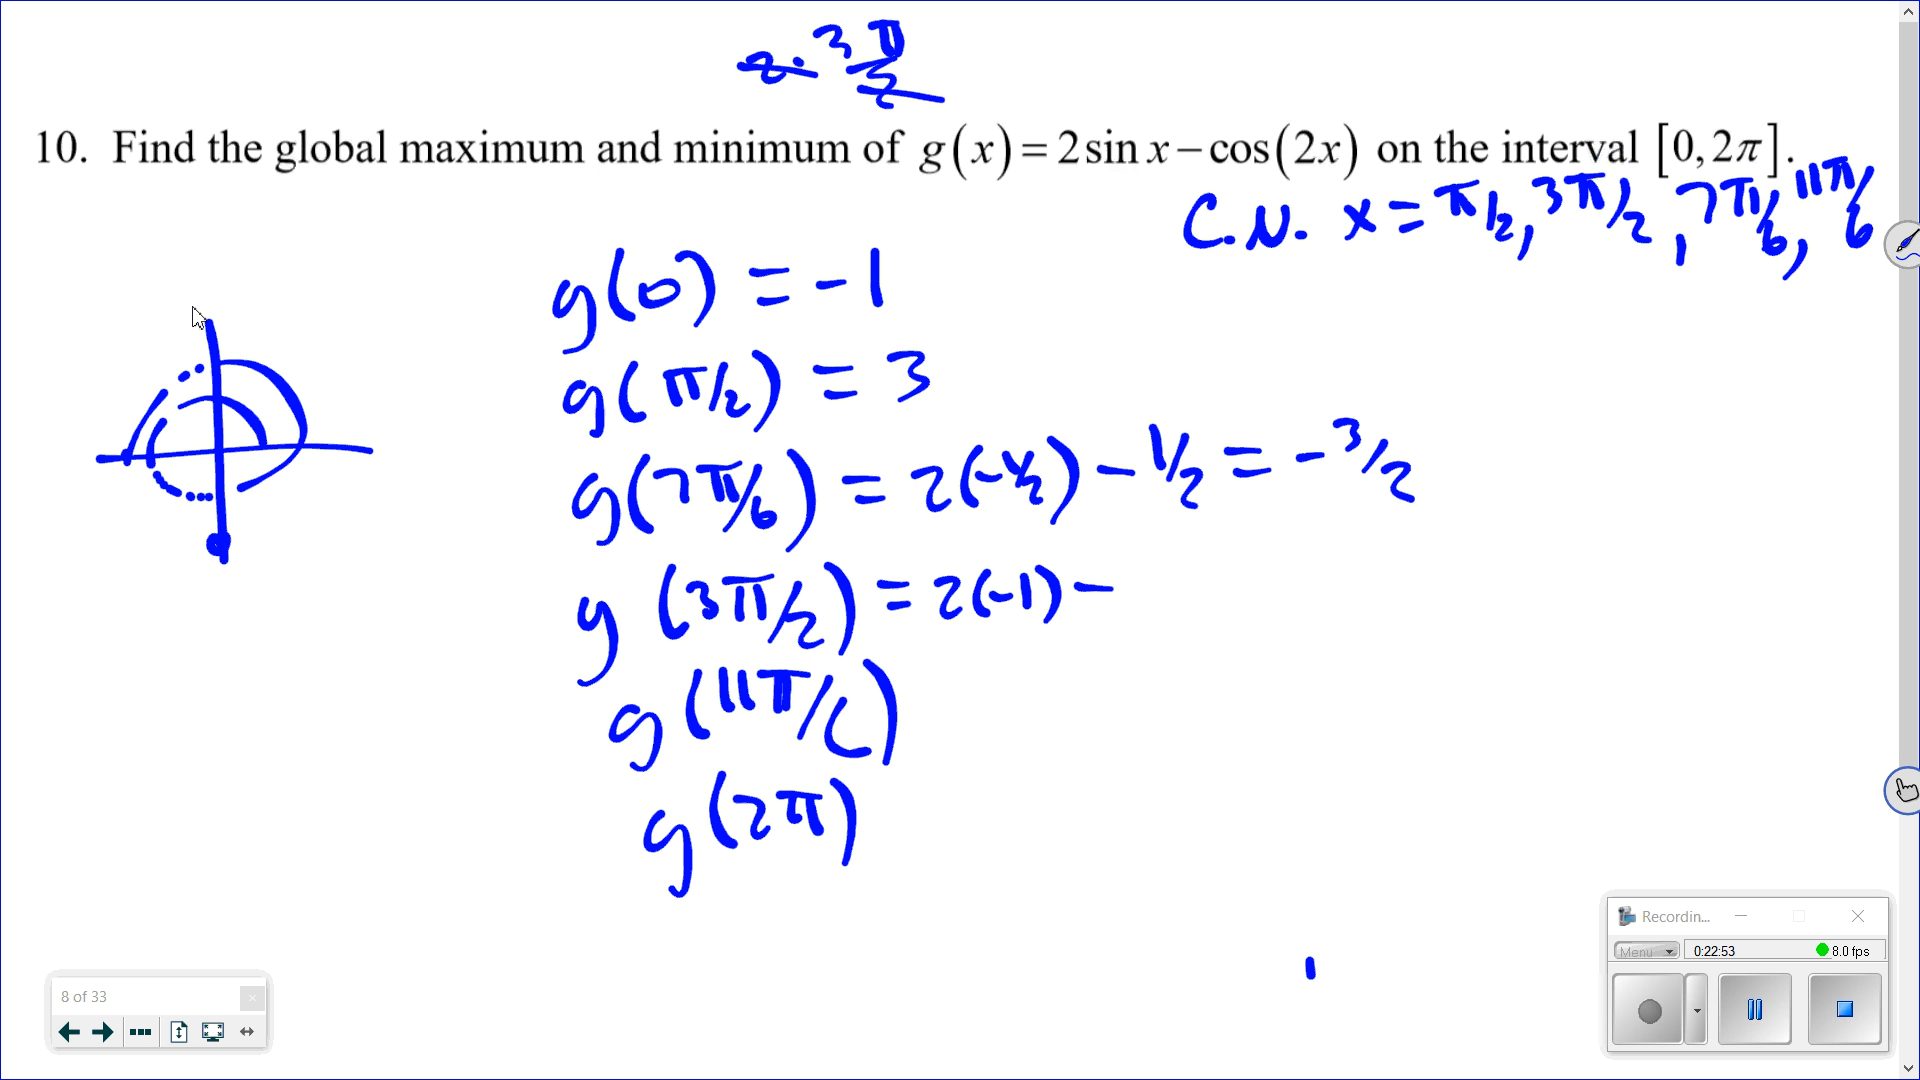 2·3π/2
10. Find the global maximum and minimum of g(x)=2sin x−cos(2x) on the interval [0,2π].
C.N. x=π/2, 3π/2, 7π/6, 11π/6
g(0) = -1
g(π/2) = 3
g(7π/6) = 2(-1/2) - 1/2 = -3/2
g(3π/2) = 2(-1) -
g(11π/6)
g(2π)
Recordin...
Menu 0:22:53 8.0 fps
8 of 33